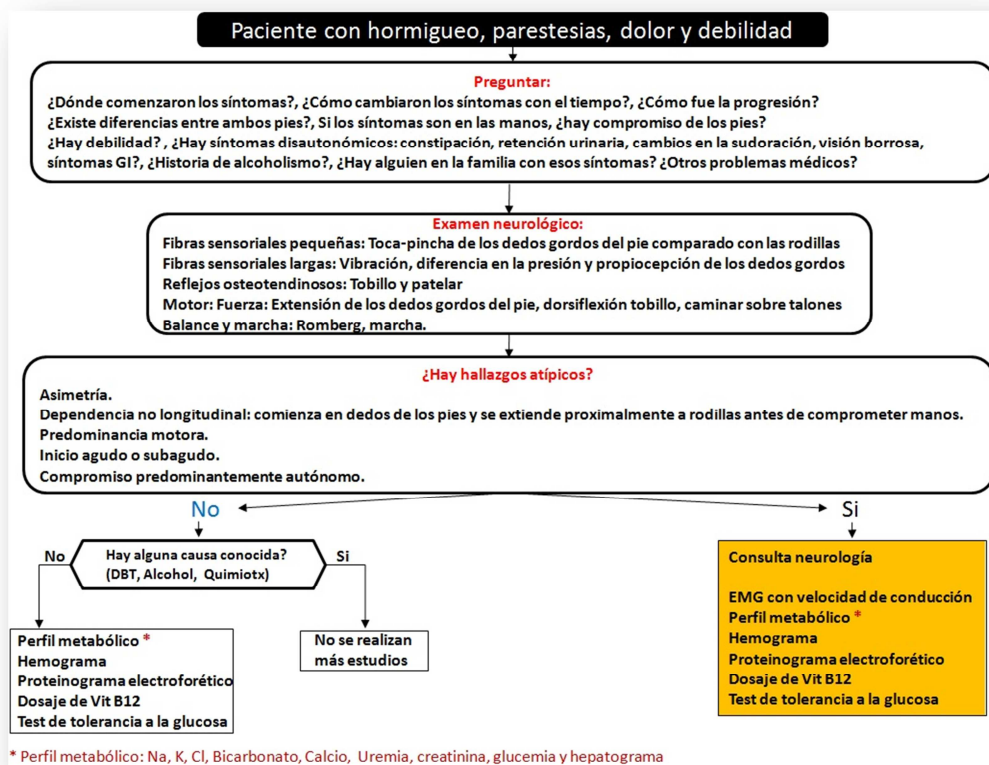 Paciente con hormigueo, parestesias, dolor y debilidad
Preguntar:
¿Dónde comenzaron los síntomas?, ¿Cómo cambiaron los síntomas con el tiempo?, ¿Cómo fue la progresión?
¿Existe diferencias entre ambos pies?, Si los síntomas son en las manos, ¿hay compromiso de los pies?
¿Hay debilidad? , ¿Hay síntomas disautonómicos: constipación, retención urinaria, cambios en la sudoración, visión borrosa,
síntomas GI?, ¿Historia de alcoholismo?, ¿Hay alguien en la familia con esos síntomas? ¿Otros problemas médicos?
Examen neurológico:
Fibras sensoriales pequeñas: Toca-pincha de los dedos gordos del pie comparado con las rodillas
Fibras sensoriales largas: Vibración, diferencia en la presión y propiocepción de los dedos gordos
Reflejos osteotendinosos: Tobillo y patelar
Motor: Fuerza: Extensión de los dedos gordos del pie, dorsiflexión tobillo, caminar sobre talones
Balance y marcha: Romberg, marcha.
¿Hay hallazgos atípicos?
Asimetría.
Dependencia no longitudinal: comienza en dedos de los pies y se extiende proximalmente a rodillas antes de comprometer manos.
Predominancia motora.
Inicio agudo o subagudo.
Compromiso predominantemente autónomo.
No
Si
No
Hay alguna causa conocida?
(DBT, Alcohol, Quimiotx)
Si
Perfil metabólico *
Hemograma
Proteinograma electroforético
Dosaje de Vit B12
Test de tolerancia a la glucosa
No se realizan
más estudios
Consulta neurología
EMG con velocidad de conducción
Perfil metabólico *
Hemograma
Proteinograma electroforético
Dosaje de Vit B12
Test de tolerancia a la glucosa
* Perfil metabólico: Na, K, Cl, Bicarbonato, Calcio, Uremia, creatinina, glucemia y hepatograma